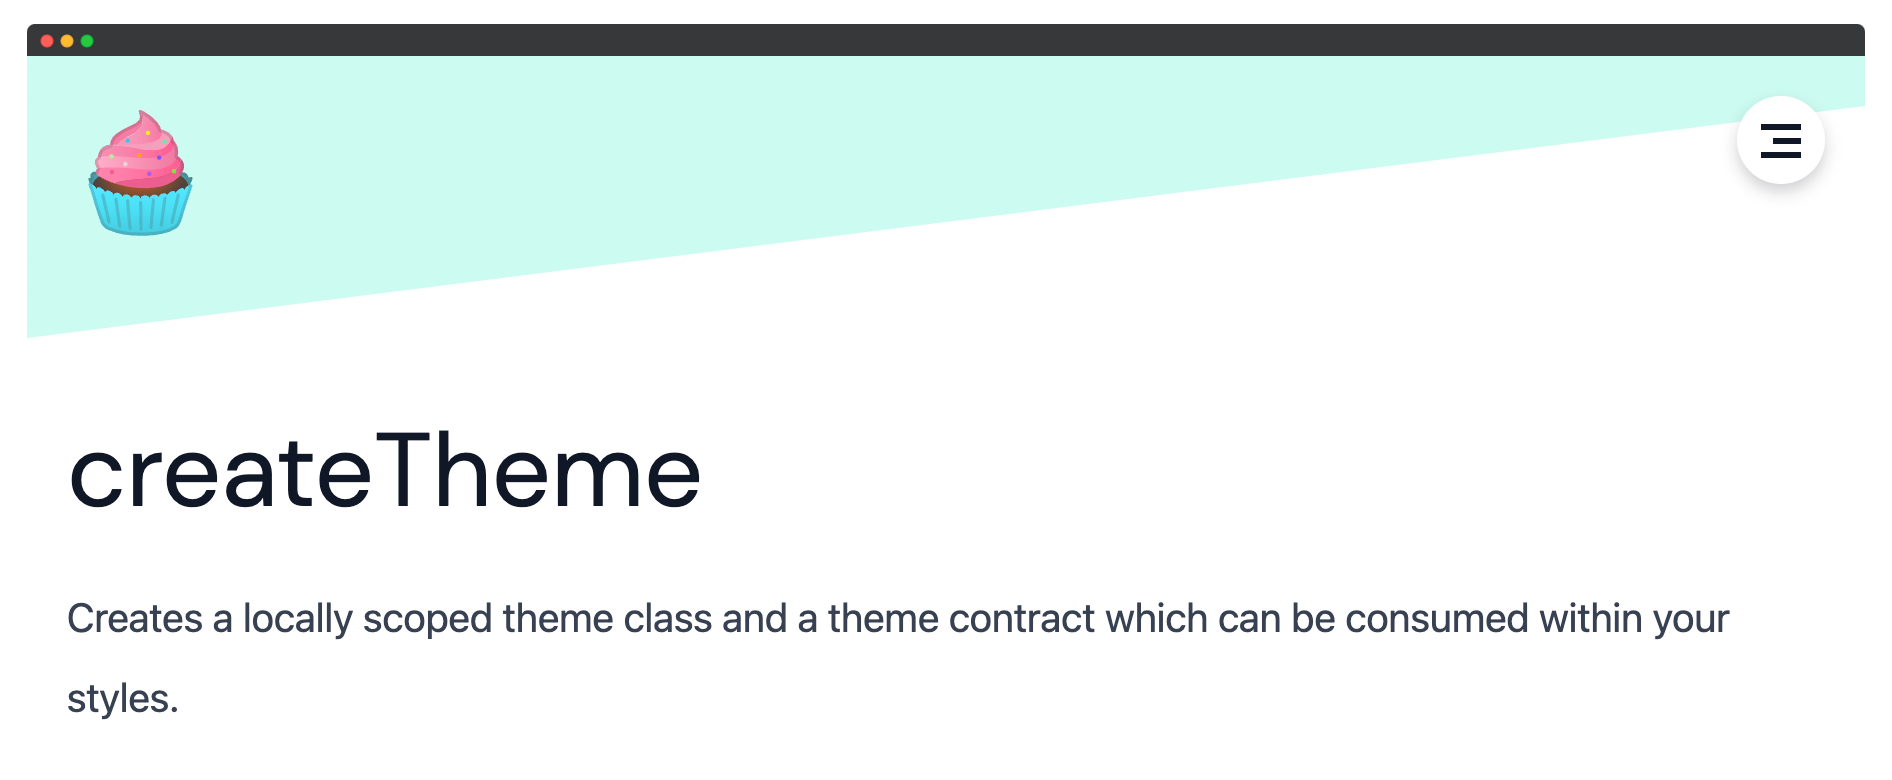 createTheme
Creates a locally scoped theme class and a theme contract which can be consumed within your
styles.